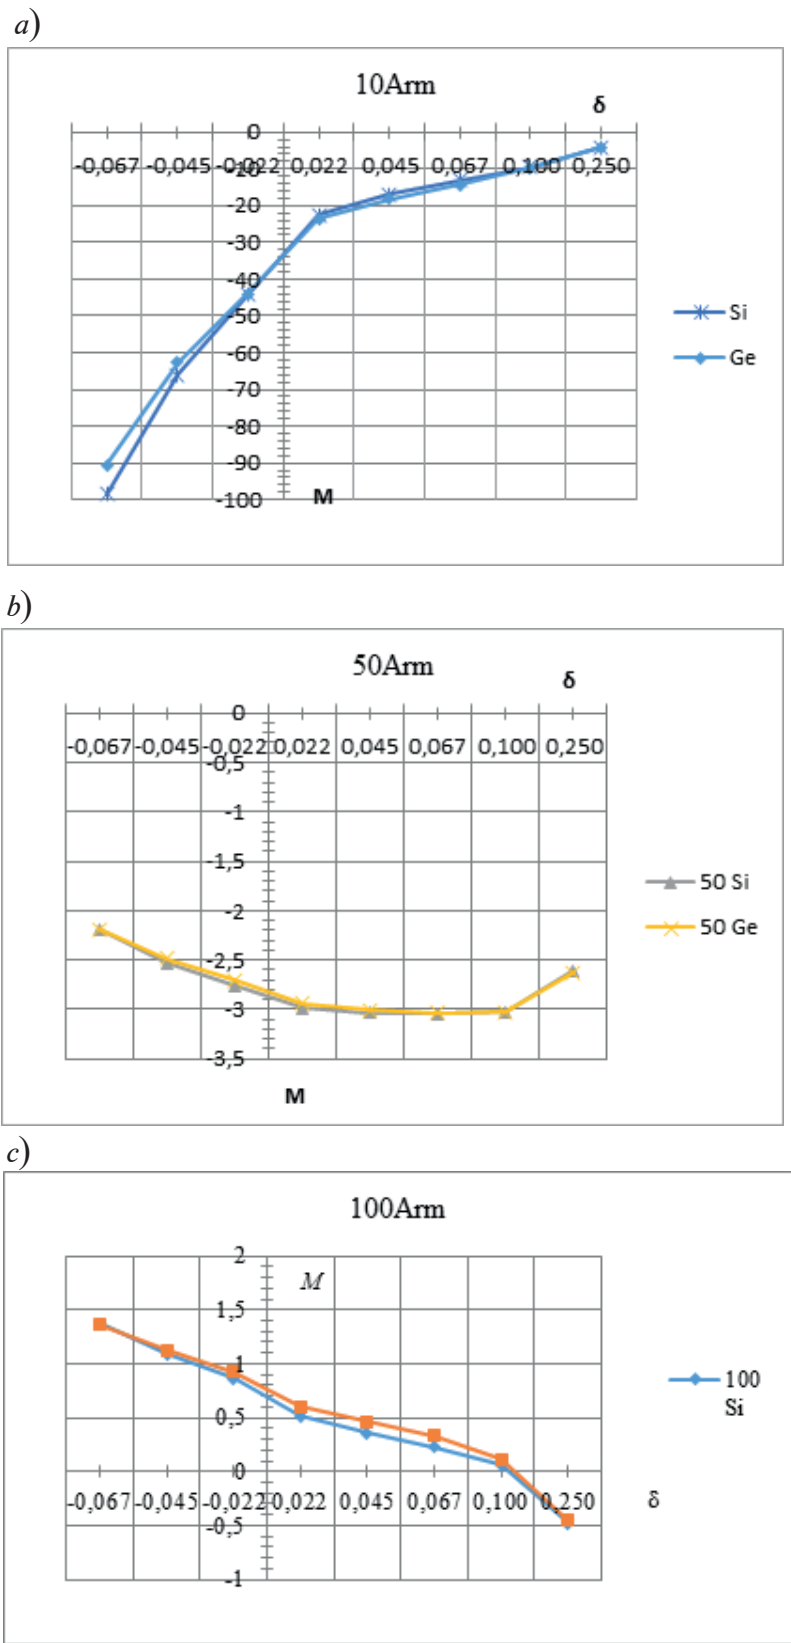 a)
10Arm
δ
0
-0,067 -0,045 -0,022 0,022 0,045 0,067 0,100 0,250
-10
-20
-30
-40
-50
-60
-70
-80
-90
-100
M
Si
Ge
b)
50Arm
δ
0
-0,067 -0,045 -0,022 0,022 0,045 0,067 0,100 0,250
-0,5
-1
-1,5
-2
-2,5
-3
-3,5
M
50 Si
50 Ge
c)
100Arm
2
M
1,5
1
0,5
0
-0,067 -0,045 -0,022 0,022 0,045 0,067 0,100 0,250
δ
-0,5
-1
100
Si